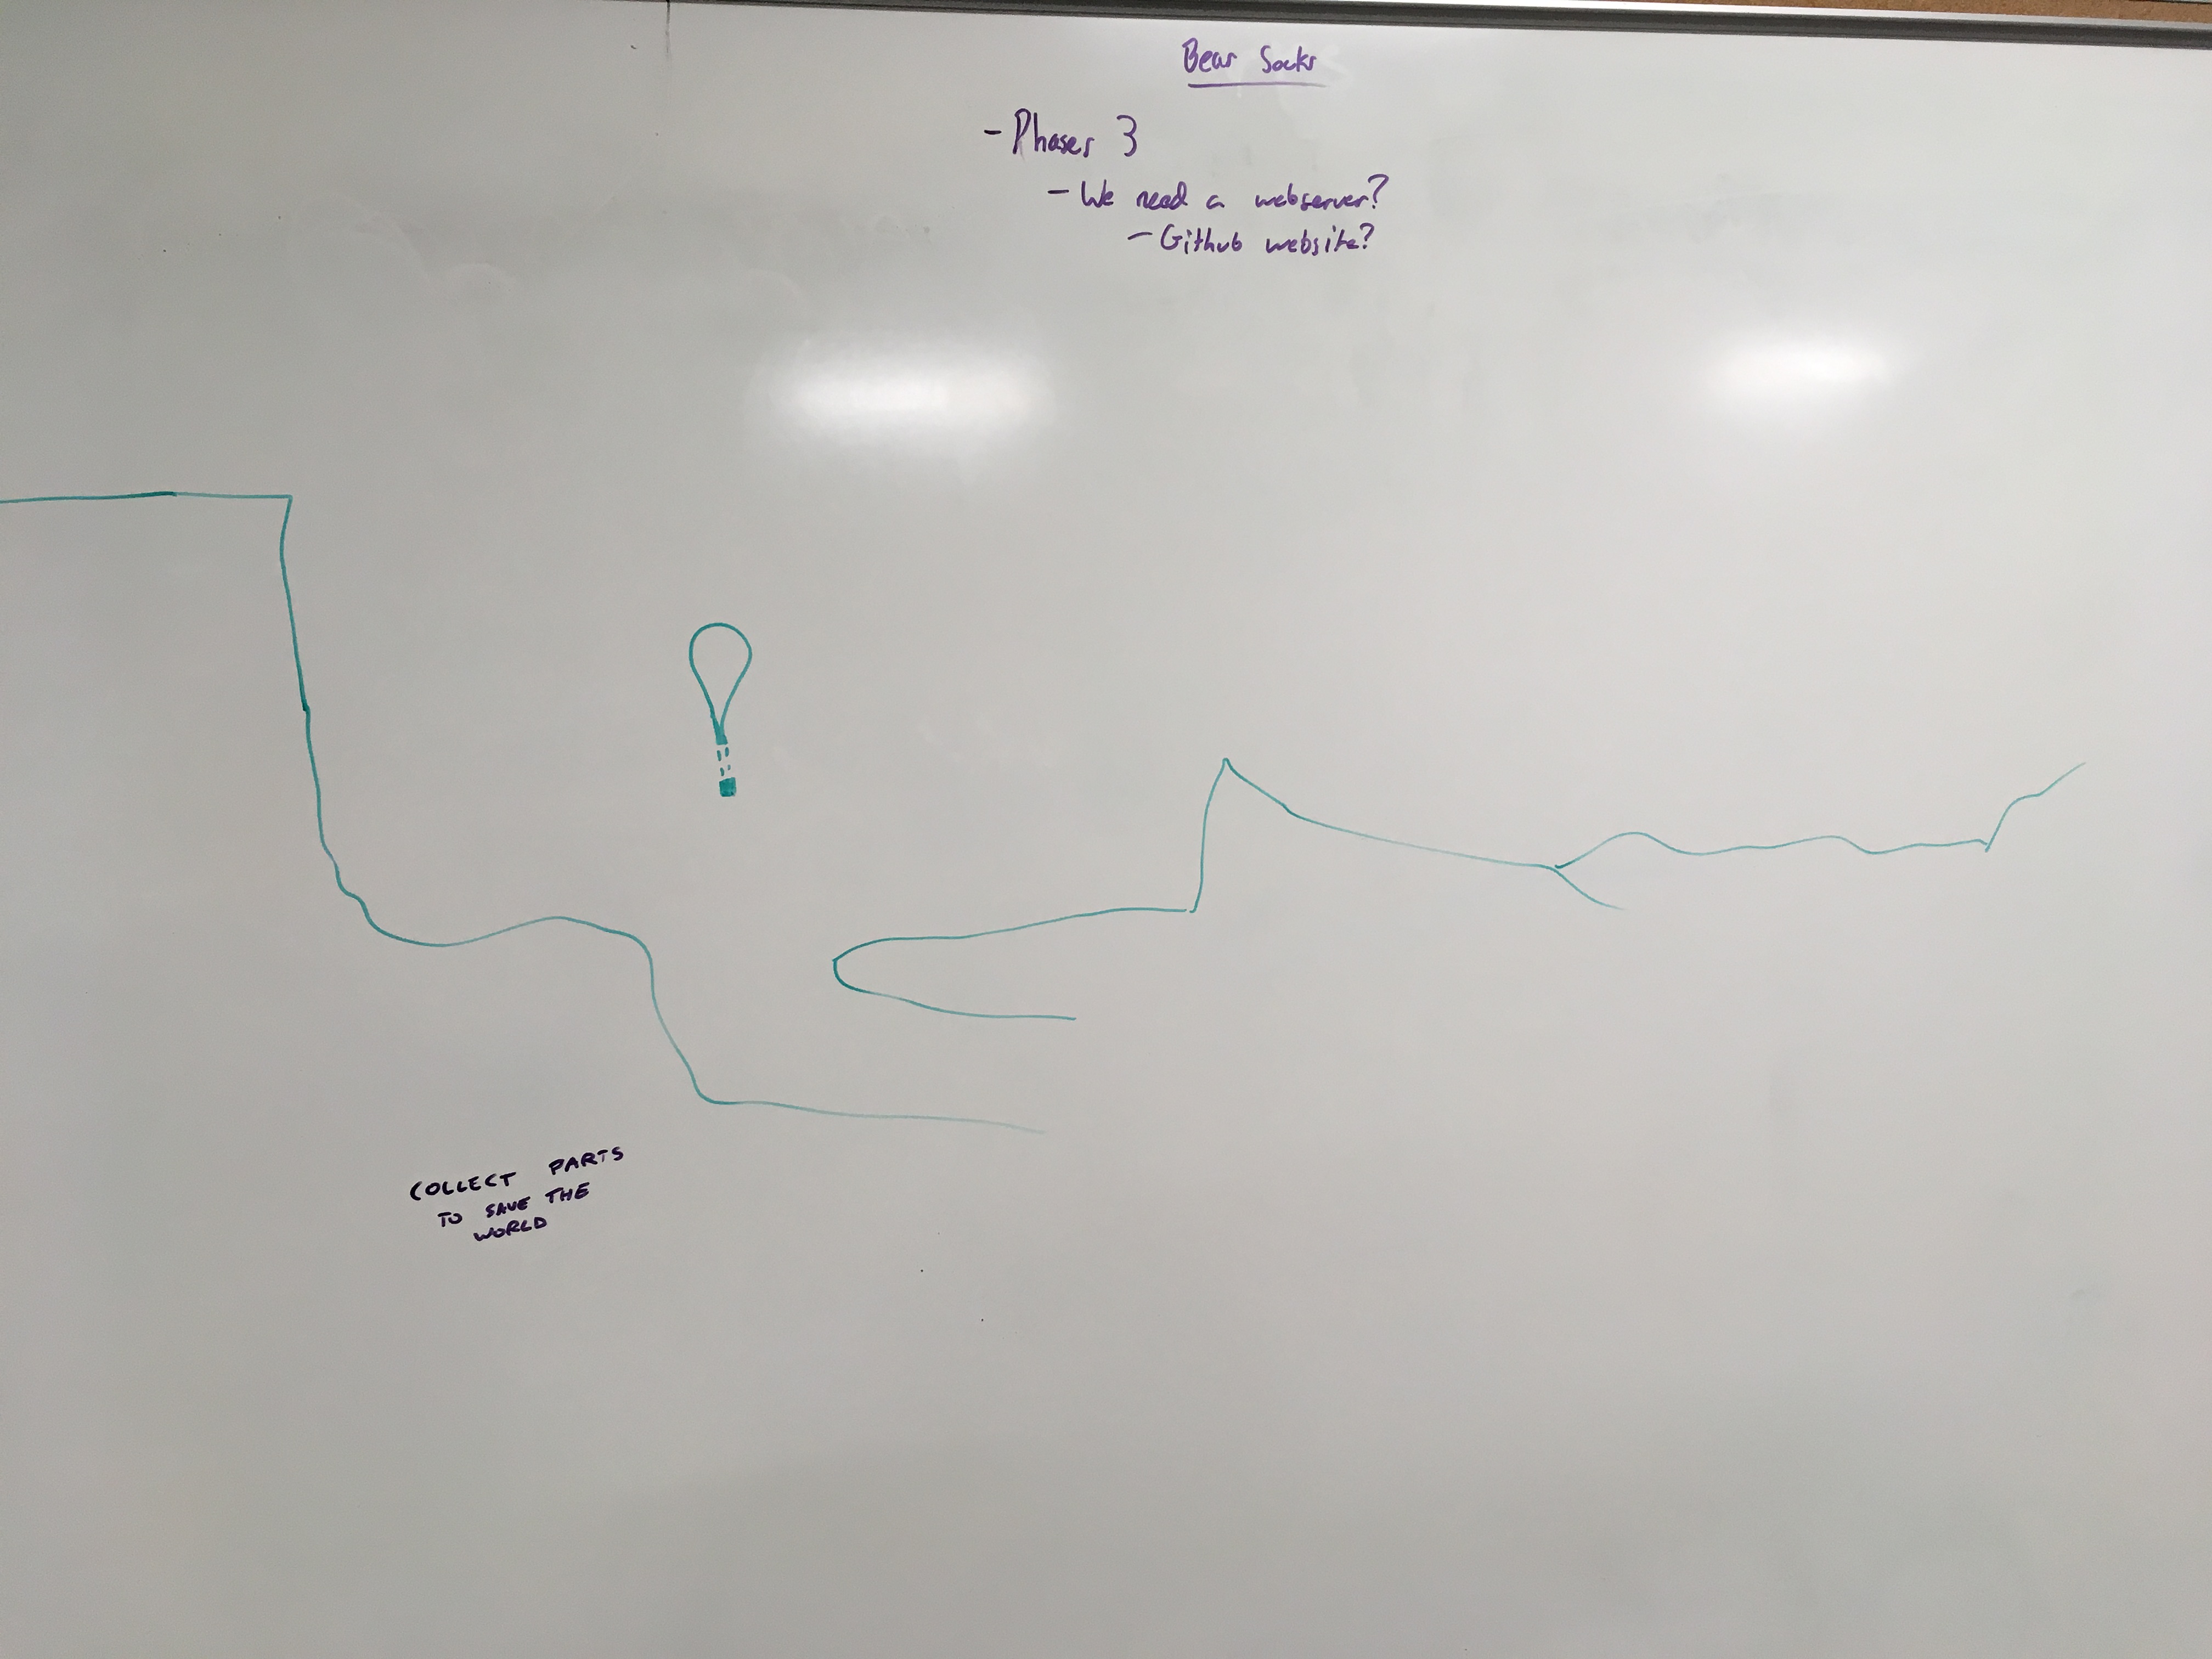 Bear Socks
- Phaser 3
- We need a webserver?
- Github website?
COLLECT PARTS
TO SAVE THE
WORLD